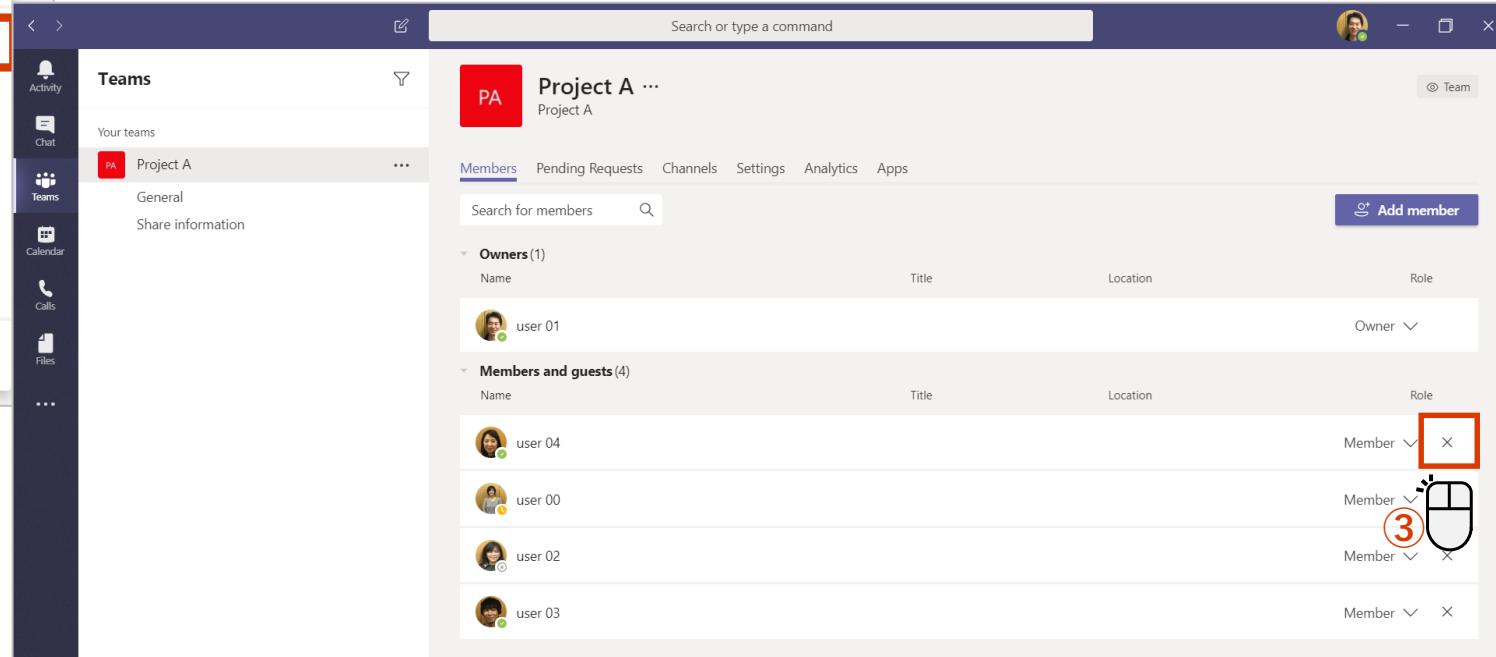 Search or type a command
Activity
Chat
Teams
Calendar
Calls
Files
Teams
Your teams
PA Project A
General
Share information
PA
Project A
Project A
Team
Members Pending Requests Channels Settings Analytics Apps
Search for members
Add member
Owners (1)
Name Title Location Role
user 01 Owner
Members and guests (4)
Name Title Location Role
user 04 Member
user 00 Member
③
user 02 Member
user 03 Member